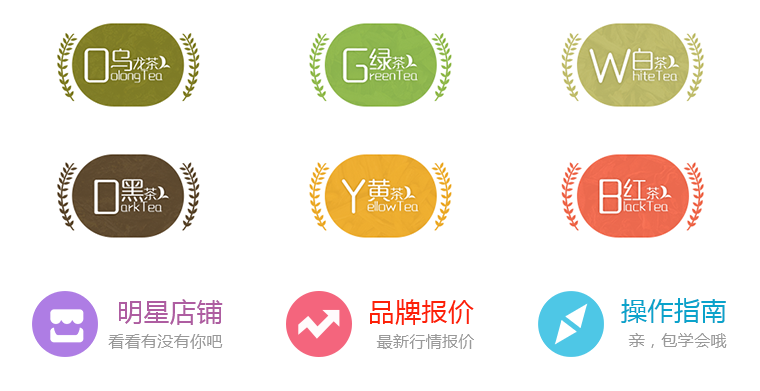 O乌龙茶
olongTea
G绿茶
reenTea
W白茶
hiteTea
D黑茶
arkTea
Y黄茶
ellowTea
B红茶
lackTea
明星店铺
看看有没有你吧
品牌报价
最新行情报价
操作指南
亲，包学会哦